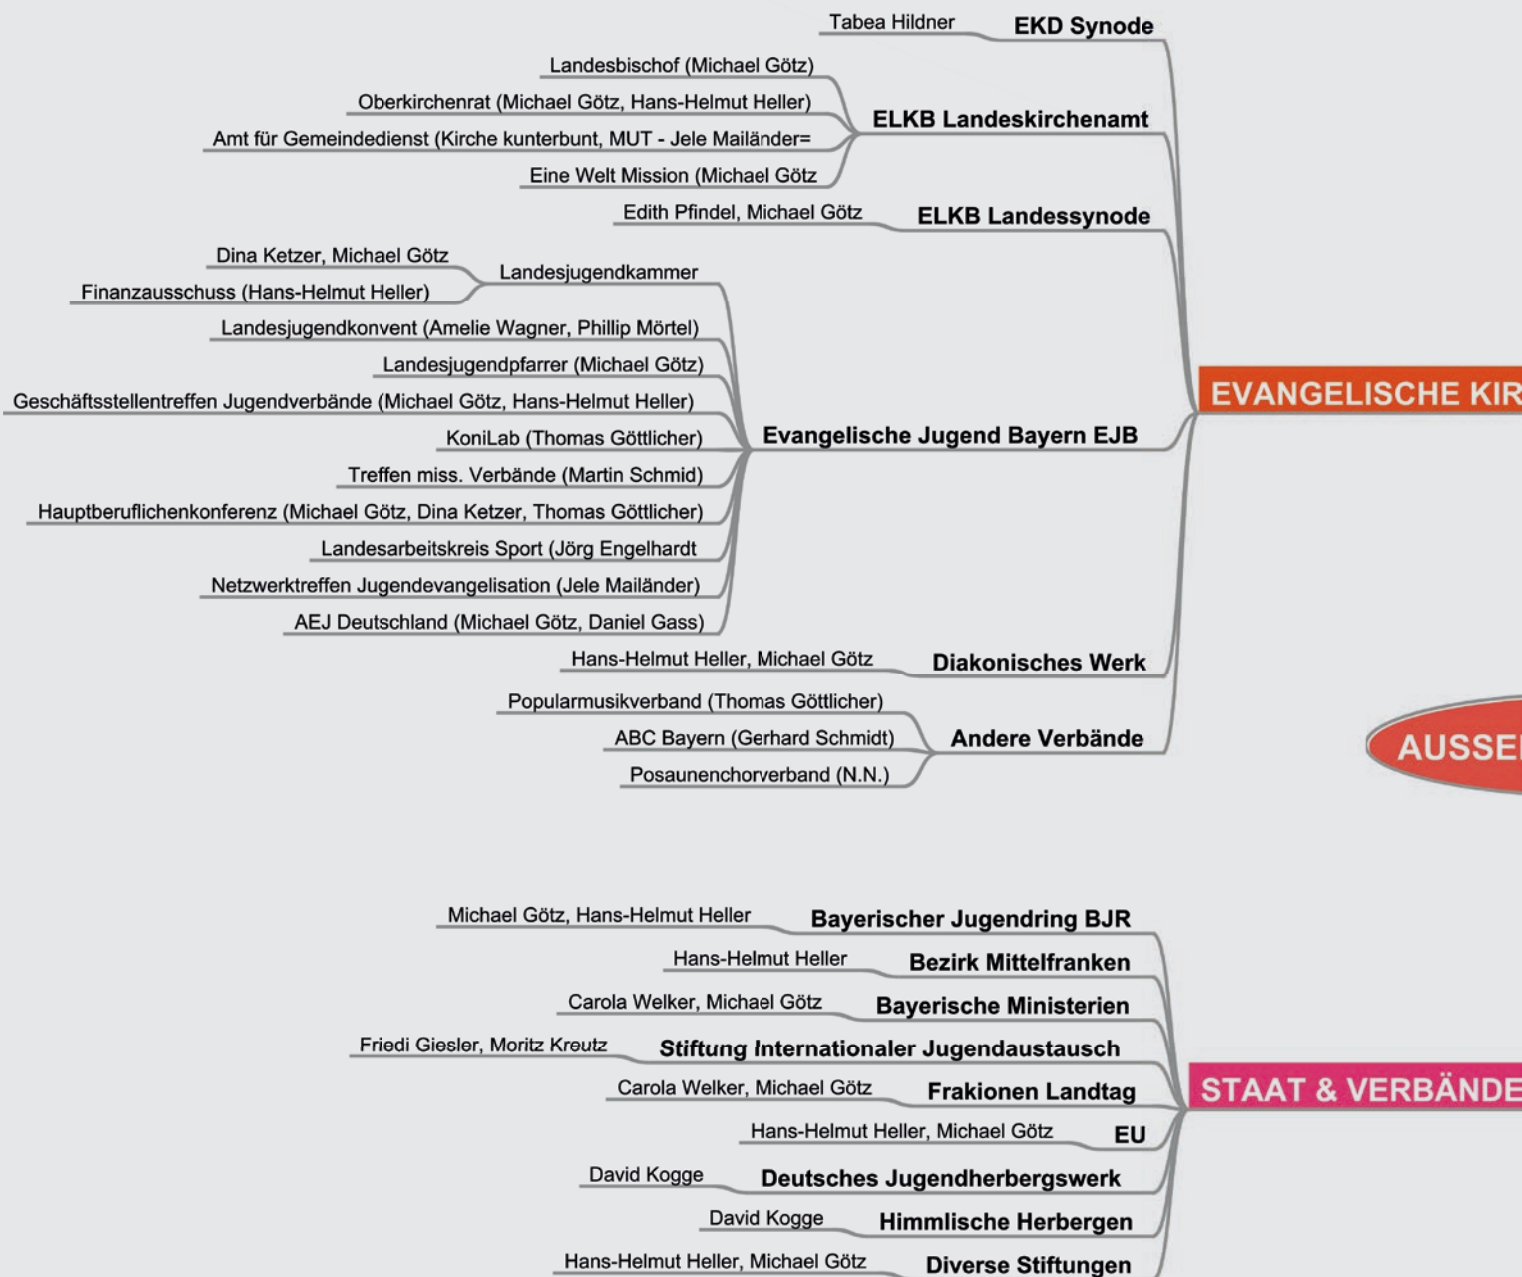 Tabea Hildner
EKD Synode
Landesbischof (Michael Götz)
Oberkirchenrat (Michael Götz, Hans-Helmut Heller)
Amt für Gemeindedienst (Kirche kunterbunt, MUT - Jele Mailänder=
Eine Welt Mission (Michael Götz
ELKB Landeskirchenamt
Edith Pfindel, Michael Götz
ELKB Landessynode
Dina Ketzer, Michael Götz
Finanzausschuss (Hans-Helmut Heller)
Landesjugendkammer
Landesjugendkonvent (Amelie Wagner, Phillip Mörtel)
Landesjugendpfarrer (Michael Götz)
Geschäftsstellentreffen Jugendverbände (Michael Götz, Hans-Helmut Heller)
KoniLab (Thomas Göttlicher)
Treffen miss. Verbände (Martin Schmid)
Hauptberuflichenkonferenz (Michael Götz, Dina Ketzer, Thomas Göttlicher)
Landesarbeitskreis Sport (Jörg Engelhardt
Netzwerktreffen Jugendevangelisation (Jele Mailänder)
AEJ Deutschland (Michael Götz, Daniel Gass)
Evangelische Jugend Bayern EJB
Hans-Helmut Heller, Michael Götz
Diakonisches Werk
Popularmusikverband (Thomas Göttlicher)
ABC Bayern (Gerhard Schmidt)
Posaunenchorverband (N.N.)
Andere Verbände
EVANGELISCHE KIR
AUSSE
Michael Götz, Hans-Helmut Heller
Bayerischer Jugendring BJR
Hans-Helmut Heller
Bezirk Mittelfranken
Carola Welker, Michael Götz
Bayerische Ministerien
Friedi Giesler, Moritz Kreutz
Stiftung Internationaler Jugendaustausch
Carola Welker, Michael Götz
Frakionen Landtag
Hans-Helmut Heller, Michael Götz
EU
David Kogge
Deutsches Jugendherbergswerk
David Kogge
Himmlische Herbergen
Hans-Helmut Heller, Michael Götz
Diverse Stiftungen
STAAT & VERBÄNDE